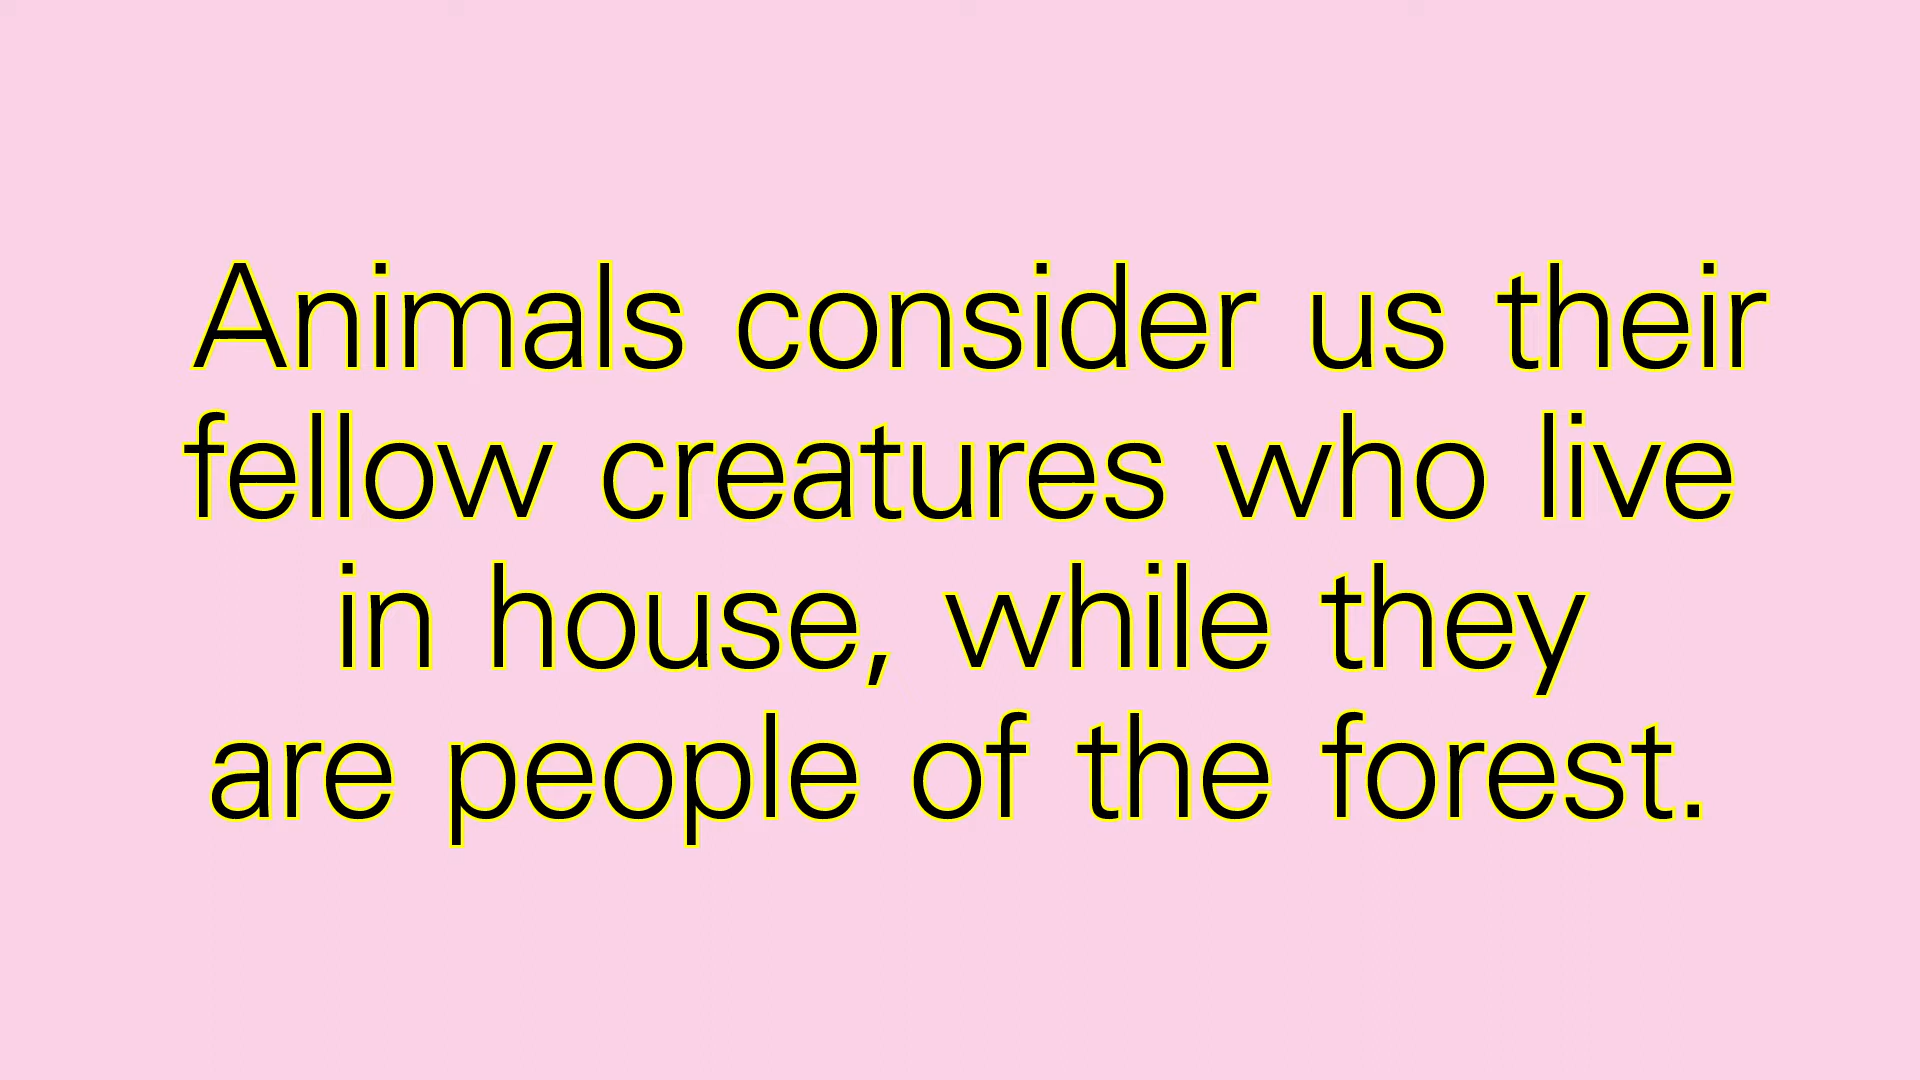 Animals consider us their
fellow creatures who live
in house, while they
are people of the forest.